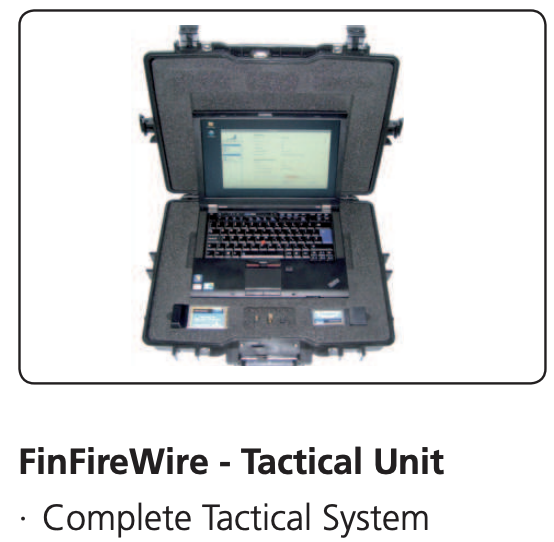 FinFireWire - Tactical Unit
· Complete Tactical System